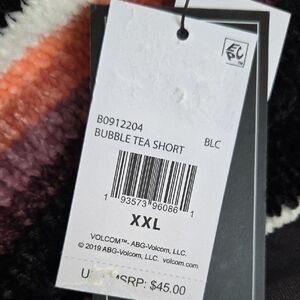 B0912204
BUBBLE TEA SHORT BLC
1 93573 96086 1
XXL
VOLCOM™- ABG-Volcom, LLC.
© 2019 ABG-Volcom, LLC. volcom.com
MSRP: $45.00